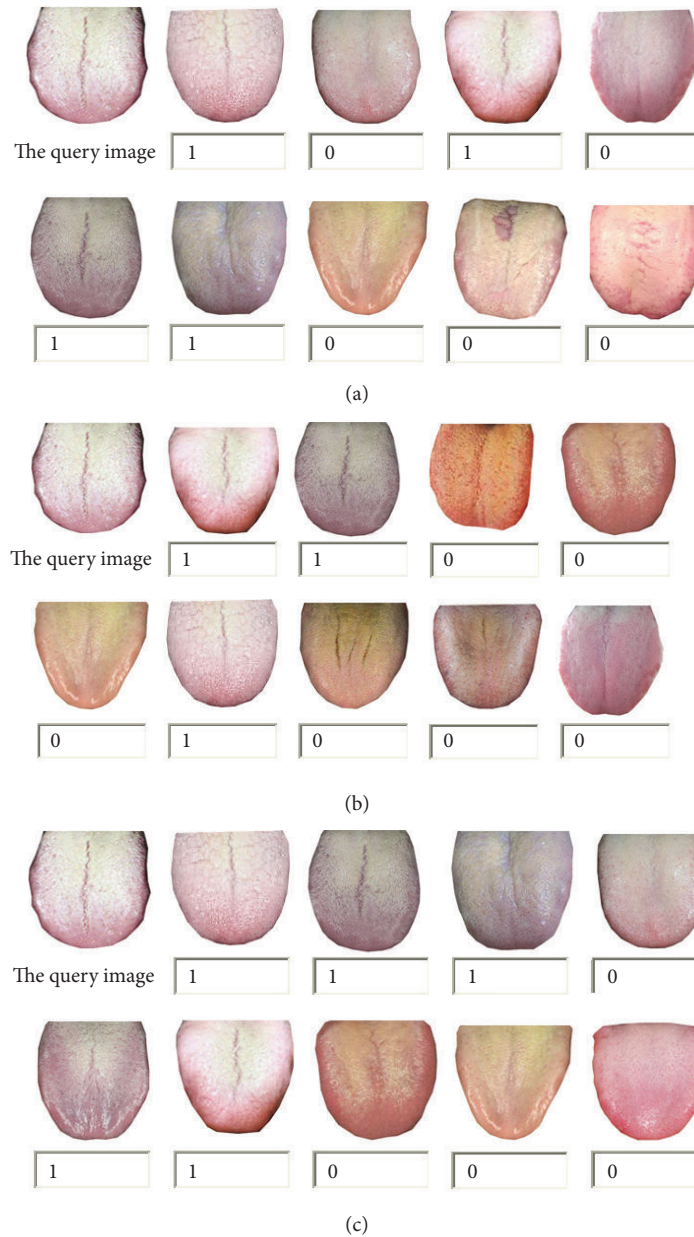 The query image 1 0 1 0
1 1 0 0 0
(a)
The query image 1 1 0 0
0 1 0 0 0
(b)
The query image 1 1 1 0
1 1 0 0 0
(c)